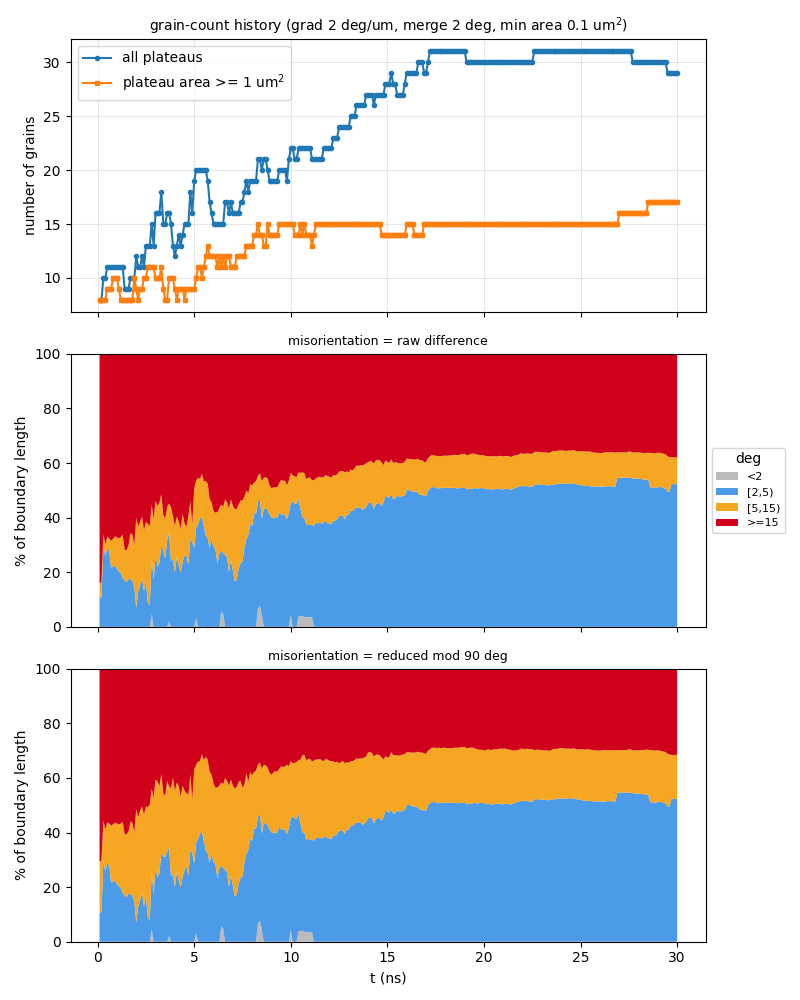 grain-count history (grad 2 deg/um, merge 2 deg, min area 0.1 um²)
number of grains
30
25
20
15
10
all plateaus
plateau area >= 1 um²
misorientation = raw difference
% of boundary length
100
80
60
40
20
0
deg
<2
[2,5)
[5,15)
>=15
misorientation = reduced mod 90 deg
% of boundary length
100
80
60
40
20
0
0 5 10 15 20 25 30
t (ns)